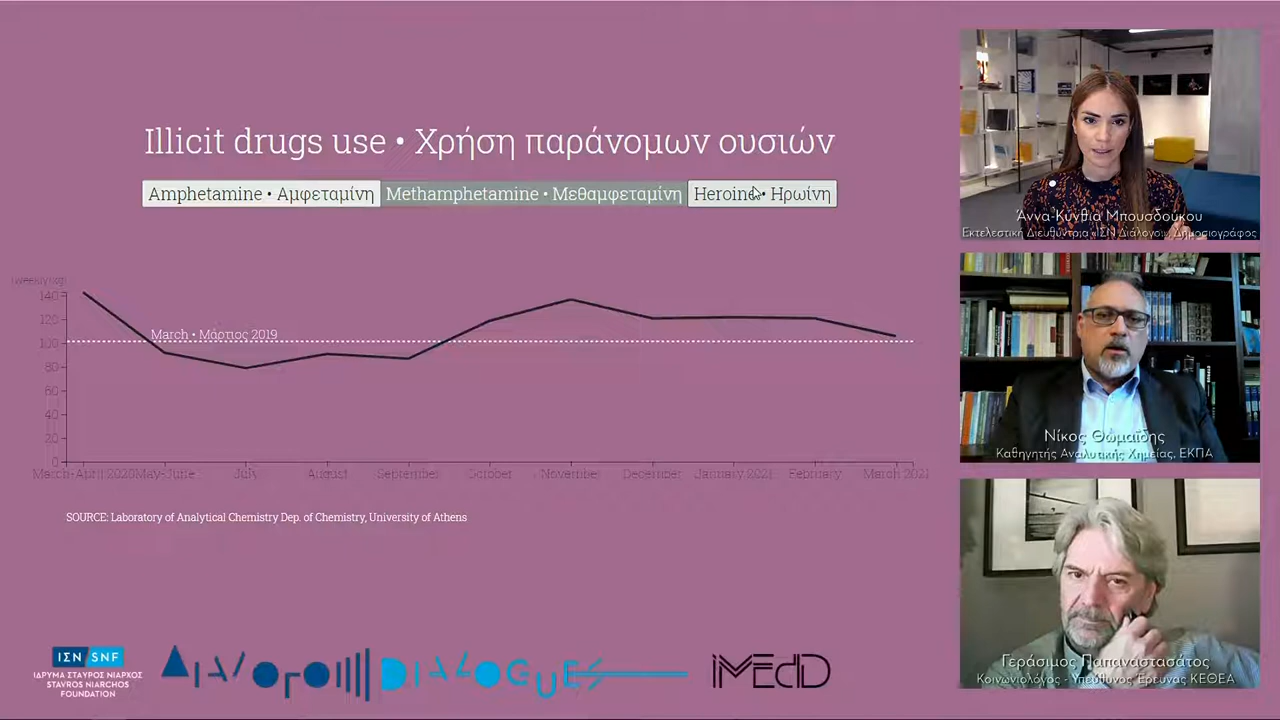 Illicit drugs use • Χρήση παράνομων ουσιών
Amphetamine • Αμφεταμίνη
Methamphetamine • Μεθαμφεταμίνη
Heroine • Ηρωίνη
140
120
100
80
60
40
20
0
March • Μάρτιος 2019
March-April 2020
May-June
July
August
September
October
November
December
January 2021
February
March 2021
SOURCE: Laboratory of Analytical Chemistry Dep. of Chemistry, University of Athens
ΙΣΝ/SNF
ΙΔΡΥΜΑ ΣΤΑΥΡΟΣ ΝΙΑΡΧΟΣ
STAVROS NIARCHOS
FOUNDATION
ΔΙΑΛΟΓΟΙ
DIALOGUES
iMEdD
Άννα-Κύνθια Μπουσδούκου
Εκτελεστική Διευθύντρια «ΙΣΝ Διάλογοι», Δημοσιογράφος
Νίκος Θωμαΐδης
Καθηγητής Αναλυτικής Χημείας, ΕΚΠΑ
Γεράσιμος Παπαναστασάτος
Κοινωνιολόγος - Υπεύθυνος Έρευνας ΚΕΘΕΑ